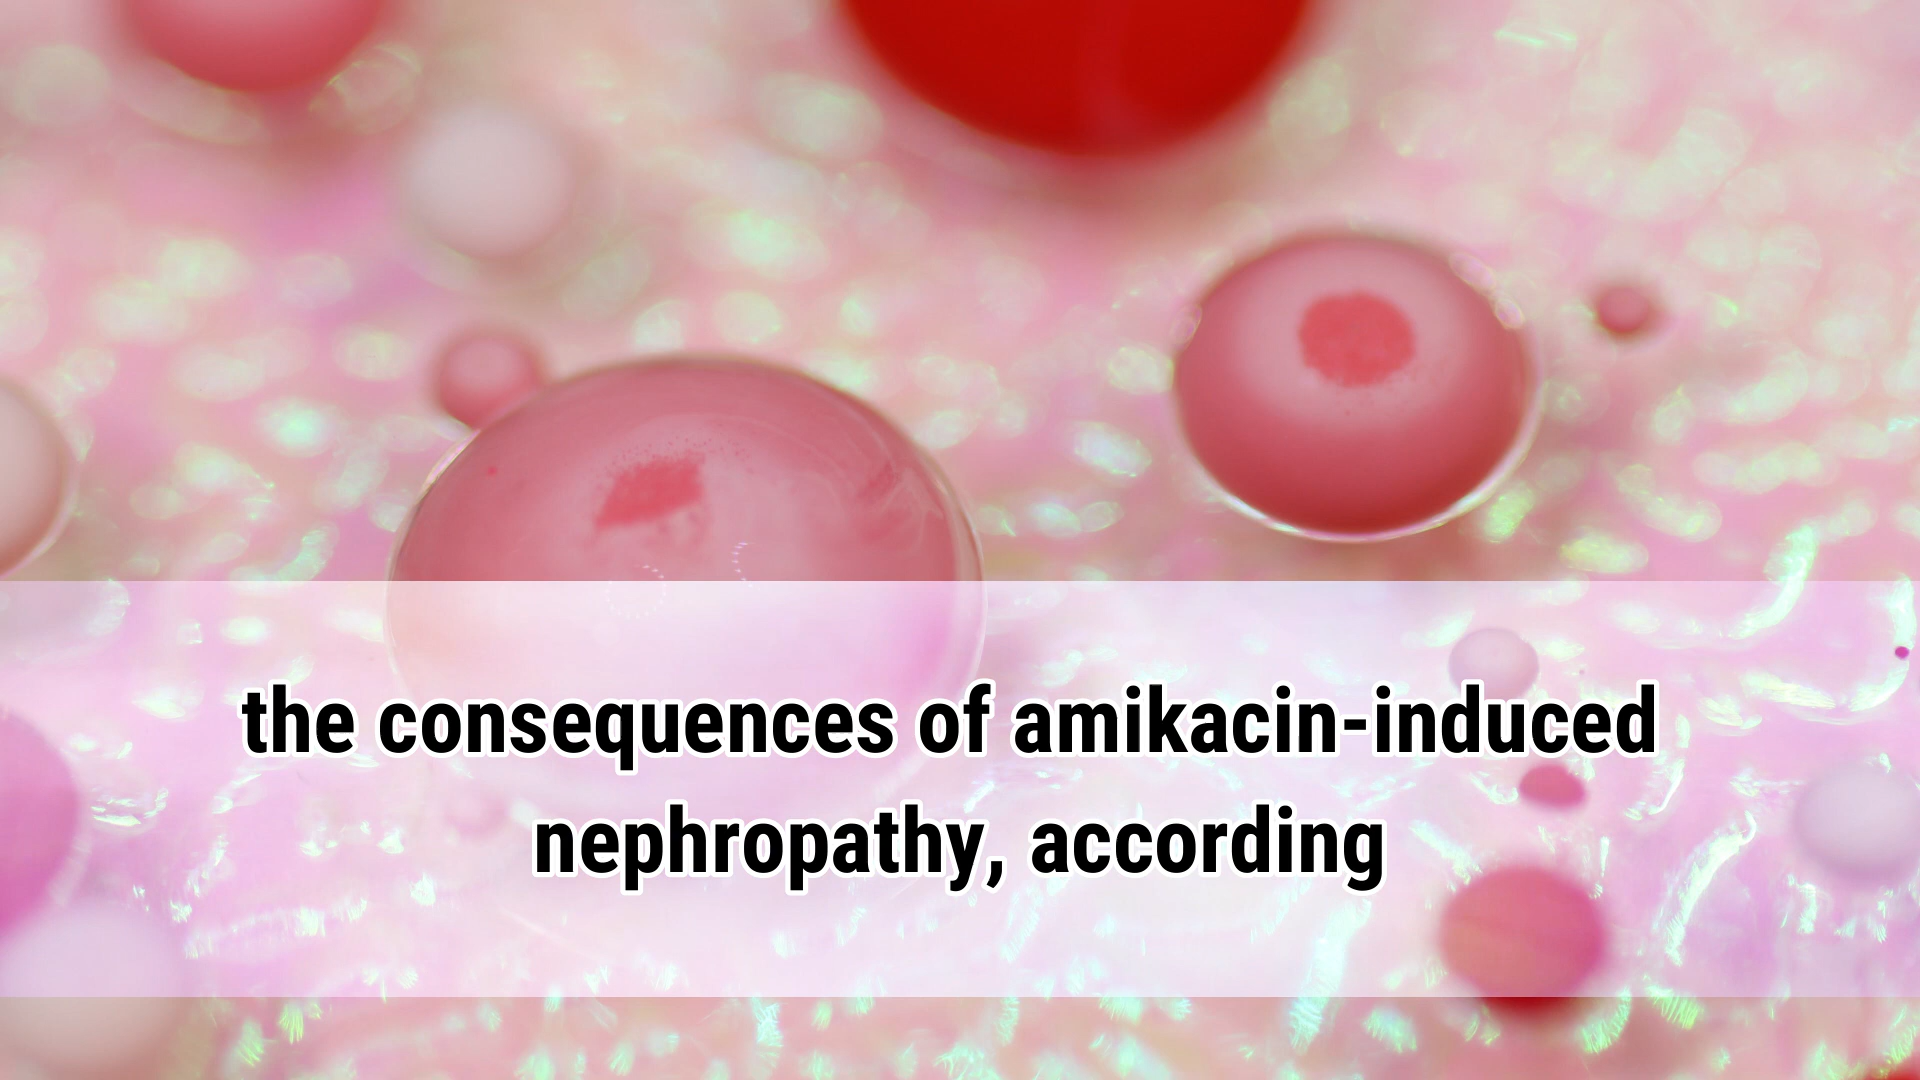 the consequences of amikacin-induced
nephropathy, according